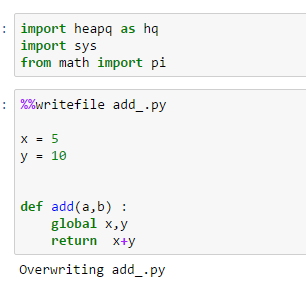 : import heapq as hq
import sys
from math import pi
: %%writefile add_.py
x = 5
y = 10
def add(a,b) :
    global x,y
    return  x+y
Overwriting add_.py